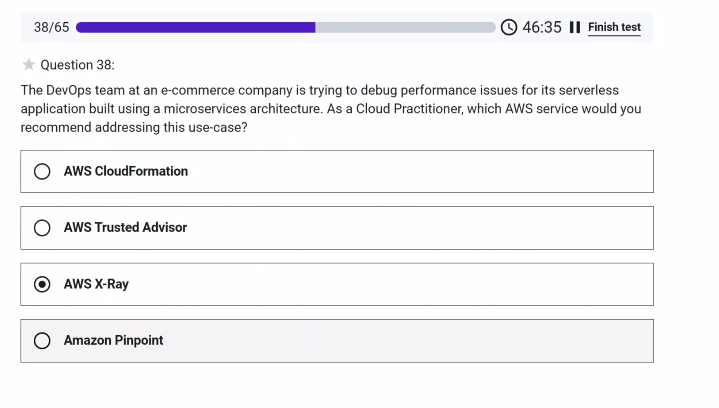 38/65 46:35 Finish test
Question 38:
The DevOps team at an e-commerce company is trying to debug performance issues for its serverless
application built using a microservices architecture. As a Cloud Practitioner, which AWS service would you
recommend addressing this use-case?
AWS CloudFormation
AWS Trusted Advisor
AWS X-Ray
Amazon Pinpoint